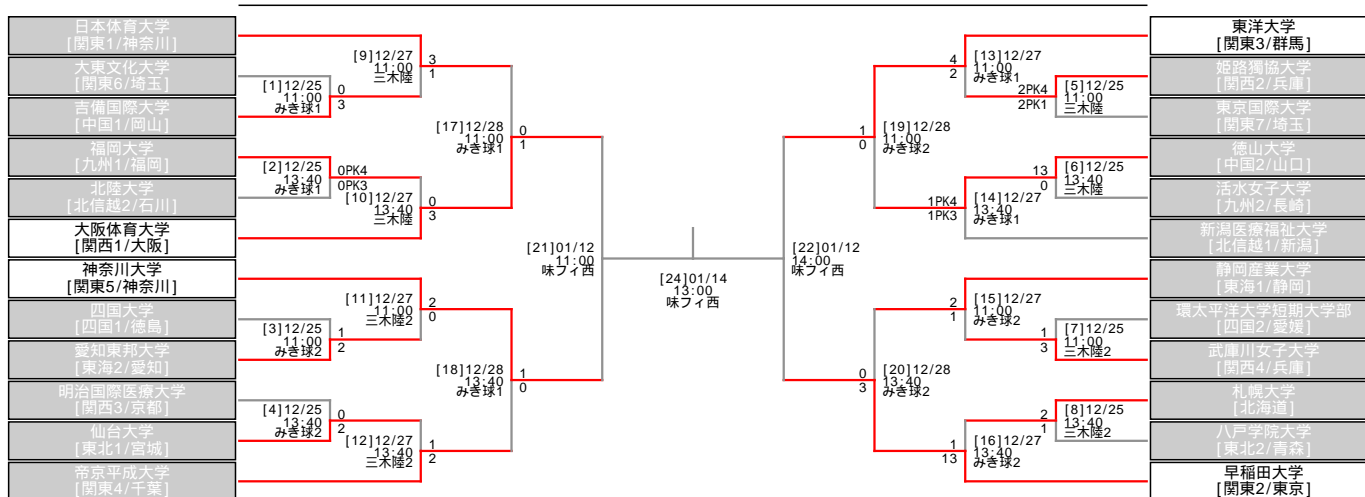 日本体育大学
[関東1/神奈川]
大東文化大学
[関東6/埼玉]
吉備国際大学
[中国1/岡山]
福岡大学
[九州1/福岡]
北陸大学
[北信越2/石川]
大阪体育大学
[関西1/大阪]
神奈川大学
[関東5/神奈川]
四国大学
[四国1/徳島]
愛知東邦大学
[東海2/愛知]
明治国際医療大学
[関西3/京都]
仙台大学
[東北1/宮城]
帝京平成大学
[関東4/千葉]
[1]12/25
11:00
みき球1
0
3
[2]12/25
13:40
みき球1
0PK4
0PK3
[3]12/25
11:00
みき球2
1
2
[4]12/25
13:40
みき球2
0
2
[9]12/27
11:00
三木陸
3
1
[10]12/27
13:40
三木陸
0
3
[11]12/27
11:00
三木陸2
2
0
[12]12/27
13:40
三木陸2
1
2
[17]12/28
11:00
みき球1
0
1
[18]12/28
13:40
みき球1
1
0
[21]01/12
11:00
味フィ西
[24]01/14
13:00
味フィ西
[22]01/12
14:00
味フィ西
1
0
[19]12/28
11:00
みき球2
0
3
[20]12/28
13:40
みき球2
4
2
[13]12/27
11:00
みき球1
1PK4
1PK3
[14]12/27
13:40
みき球1
2
1
[15]12/27
11:00
みき球2
1
13
[16]12/27
13:40
みき球2
2PK4
2PK1
[5]12/25
11:00
三木陸
13
0
[6]12/25
13:40
三木陸
1
3
[7]12/25
11:00
三木陸2
2
1
[8]12/25
13:40
三木陸2
東洋大学
[関東3/群馬]
姫路獨協大学
[関西2/兵庫]
東京国際大学
[関東7/埼玉]
徳山大学
[中国2/山口]
活水女子大学
[九州2/長崎]
新潟医療福祉大学
[北信越1/新潟]
静岡産業大学
[東海1/静岡]
環太平洋大学短期大学部
[四国2/愛媛]
武庫川女子大学
[関西4/兵庫]
札幌大学
[北海道]
八戸学院大学
[東北2/青森]
早稲田大学
[関東2/東京]